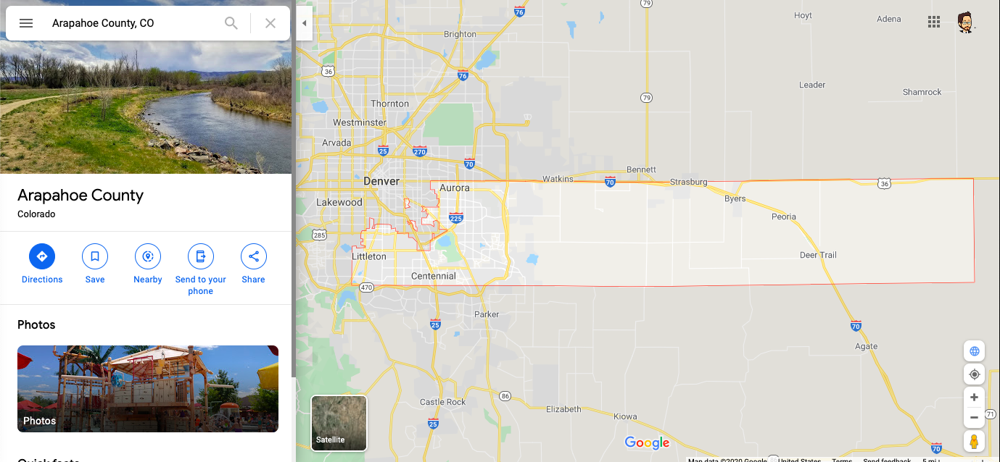 Arapahoe County, CO
Arapahoe County
Colorado
Directions
Save
Nearby
Send to your
phone
Share
Photos
Photos
76
79
Hoyt
Adena
Brighton
36
76
79
Leader
Shamrock
Thornton
Westminster
Arvada
25
270
70
Denver
Aurora
Watkins
70
Bennett
Strasburg
36
Byers
Lakewood
225
Peoria
285
Littleton
Deer Trail
Centennial
470
Parker
25
70
Agate
Castle Rock
86
Elizabeth
Kiowa
25
71
70
Satellite
Google
Quick facts
Map data ©2020 Google
United States
Terms
Send feedback
5 mi